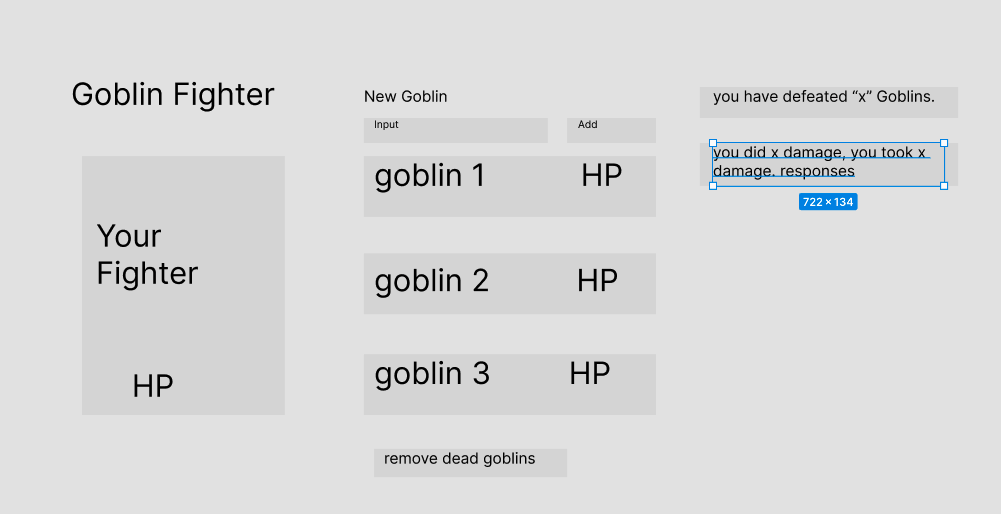 Goblin Fighter
Your
Fighter
HP
New Goblin
Input
Add
goblin 1
HP
goblin 2
HP
goblin 3
HP
remove dead goblins
you have defeated “x” Goblins.
you did x damage, you took x
damage. responses
722 × 134